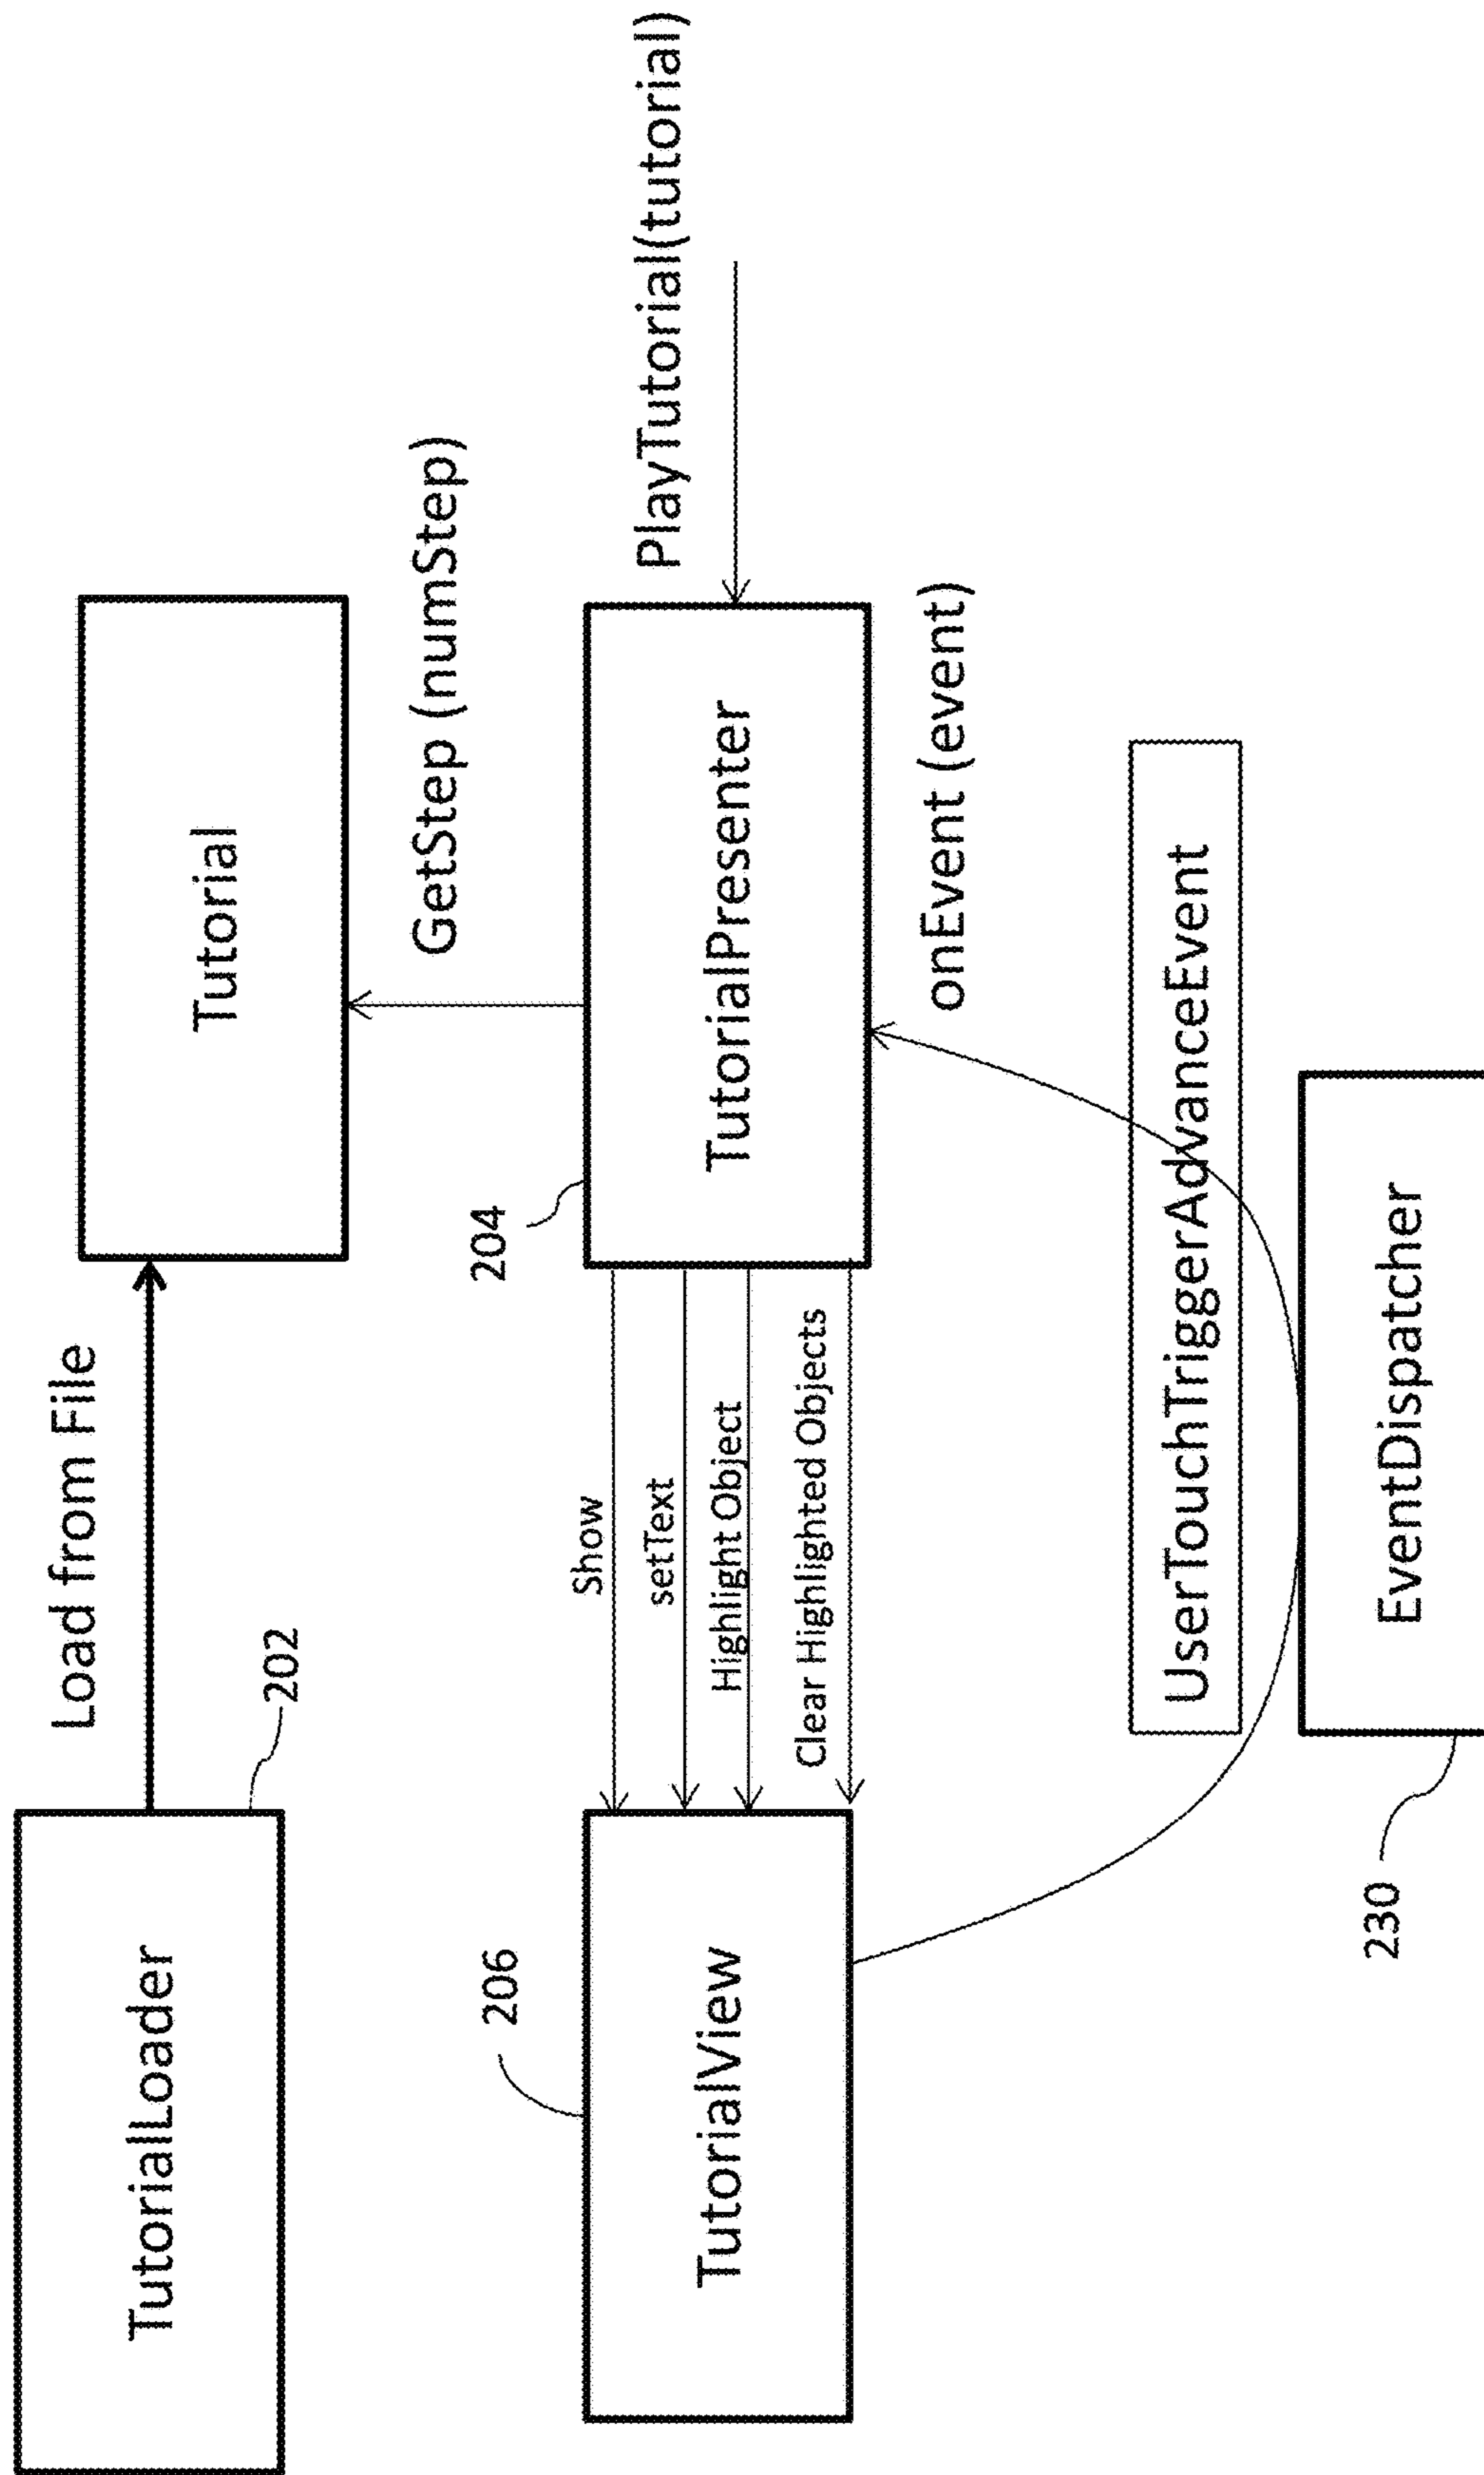 TutorialLoader
202
Load from File
Tutorial
GetStep (numStep)
206
TutorialView
Show
setText
Highlight Object
Clear Highlighted Objects
204
TutorialPresenter
PlayTutorial(tutorial)
onEvent (event)
UserTouchTriggerAdvanceEvent
230
EventDispatcher